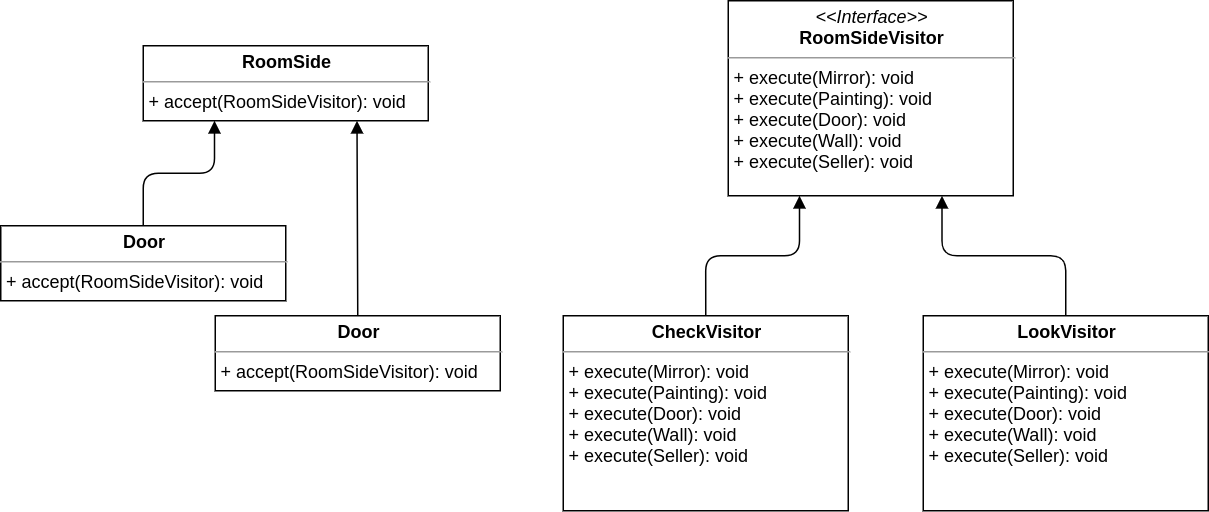 RoomSide
+ accept(RoomSideVisitor): void
Door
+ accept(RoomSideVisitor): void
Door
+ accept(RoomSideVisitor): void
<<Interface>>
RoomSideVisitor
+ execute(Mirror): void
+ execute(Painting): void
+ execute(Door): void
+ execute(Wall): void
+ execute(Seller): void
CheckVisitor
+ execute(Mirror): void
+ execute(Painting): void
+ execute(Door): void
+ execute(Wall): void
+ execute(Seller): void
LookVisitor
+ execute(Mirror): void
+ execute(Painting): void
+ execute(Door): void
+ execute(Wall): void
+ execute(Seller): void